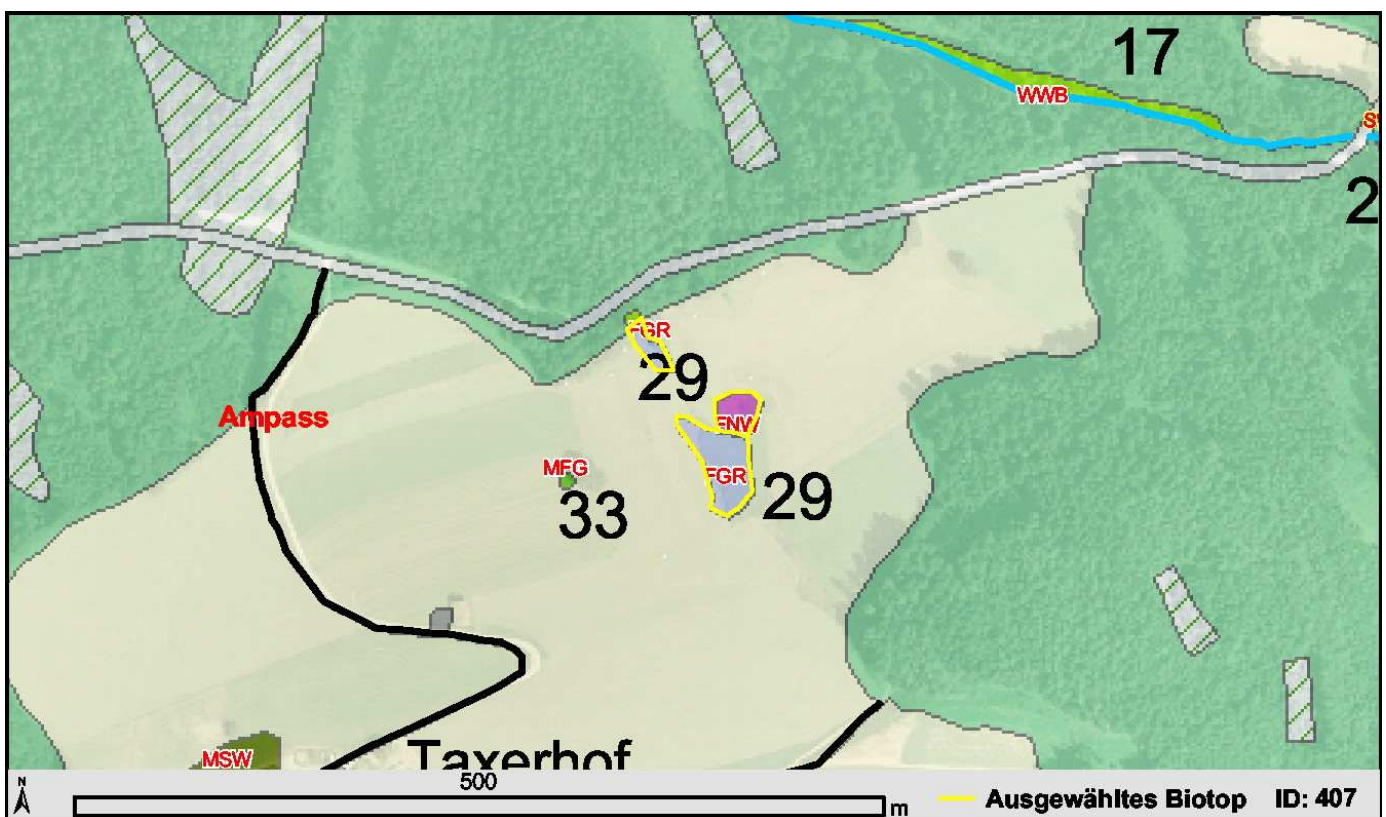 17
WWB
2
FGR
29
Ampass
FNW
MFG
FGR
29
33
MSW
Taxerhof
N
500
m
Ausgewähltes Biotop ID: 407